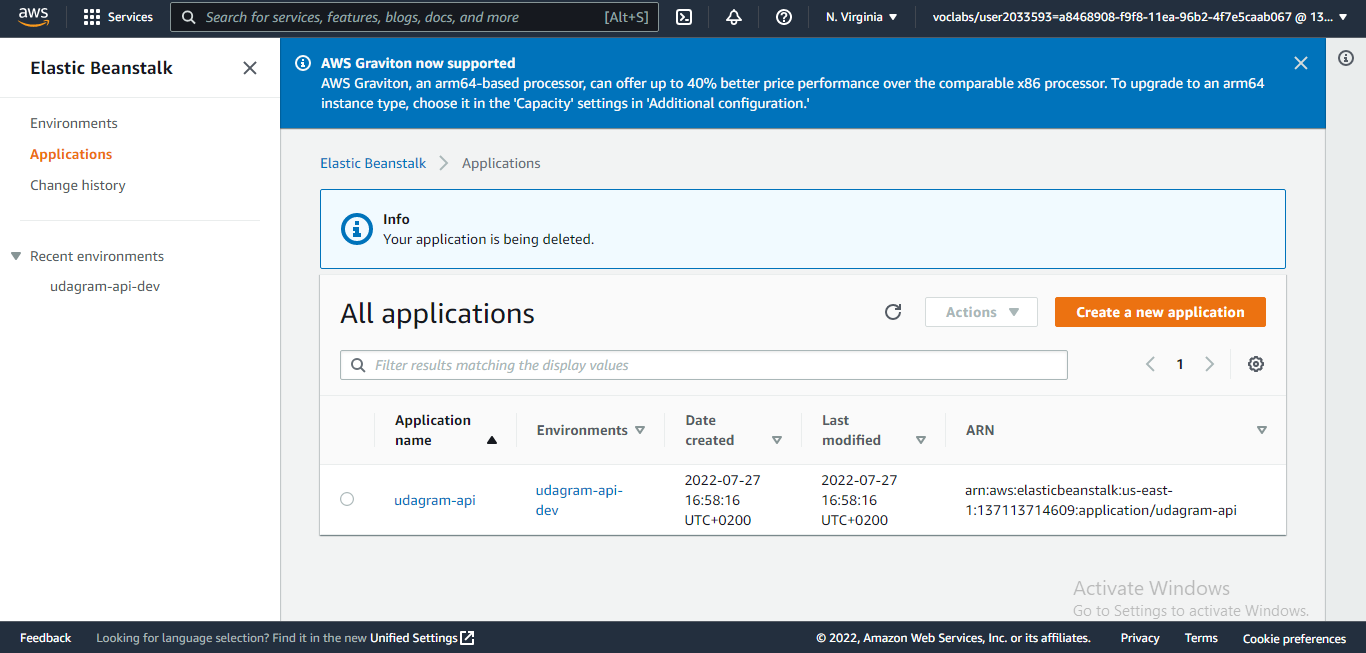 aws
Services
Search for services, features, blogs, docs, and more
[Alt+S]
N. Virginia
voclabs/user2033593=a8468908-f9f8-11ea-96b2-4f7e5caab067 @ 13...
Elastic Beanstalk
Environments
Applications
Change history
Recent environments
udagram-api-dev
AWS Graviton now supported
AWS Graviton, an arm64-based processor, can offer up to 40% better price performance over the comparable x86 processor. To upgrade to an arm64
instance type, choose it in the 'Capacity' settings in 'Additional configuration.'
Elastic Beanstalk
Applications
Info
Your application is being deleted.
All applications
Actions
Create a new application
Filter results matching the display values
1
Application
name
Environments
Date
created
Last
modified
ARN
udagram-api
udagram-api-
dev
2022-07-27
16:58:16
UTC+0200
2022-07-27
16:58:16
UTC+0200
arn:aws:elasticbeanstalk:us-east-
1:137113714609:application/udagram-api
Activate Windows
Go to Settings to activate Windows.
Feedback
Looking for language selection? Find it in the new Unified Settings
© 2022, Amazon Web Services, Inc. or its affiliates.
Privacy
Terms
Cookie preferences